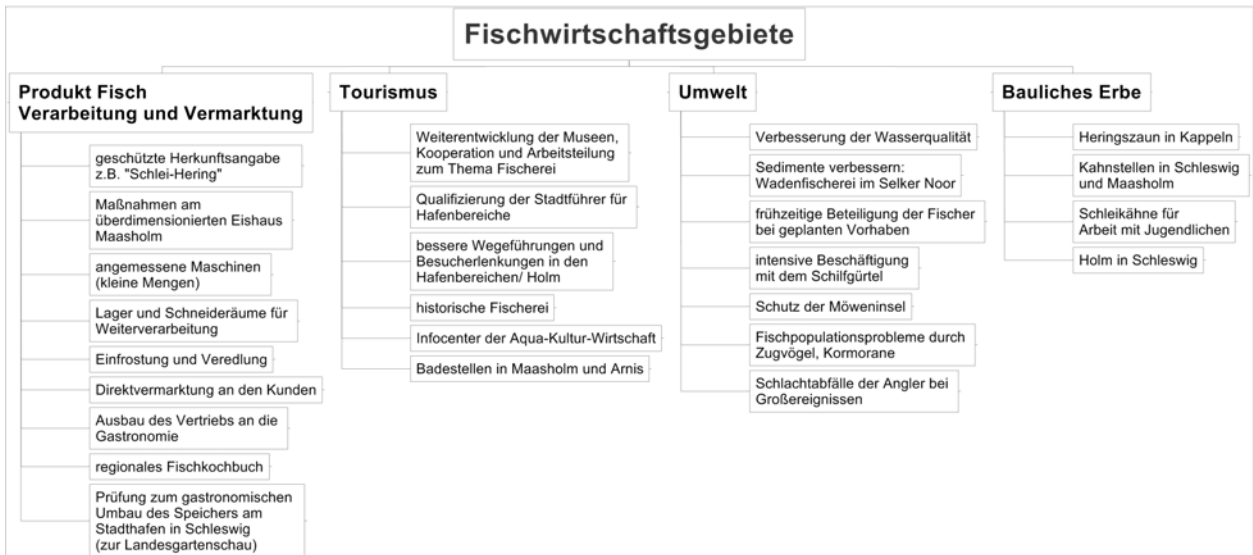 Fischwirtschaftsgebiete
Produkt Fisch
Verarbeitung und Vermarktung
geschützte Herkunftsangabe
z.B. "Schlei-Hering"
Maßnahmen am
überdimensionierten Eishaus
Maasholm
angemessene Maschinen
(kleine Mengen)
Lager und Schneideräume für
Weiterverarbeitung
Einfrostung und Veredlung
Direktvermarktung an den Kunden
Ausbau des Vertriebs an die
Gastronomie
regionales Fischkochbuch
Prüfung zum gastronomischen
Umbau des Speichers am
Stadthafen in Schleswig
(zur Landesgartenschau)
Tourismus
Weiterentwicklung der Museen,
Kooperation und Arbeitsteilung
zum Thema Fischerei
Qualifizierung der Stadtführer für
Hafenbereiche
bessere Wegeführungen und
Besucherlenkungen in den
Hafenbereichen/ Holm
historische Fischerei
Infocenter der Aqua-Kultur-Wirtschaft
Badestellen in Maasholm und Arnis
Umwelt
Verbesserung der Wasserqualität
Sedimente verbessern:
Wadenfischerei im Selker Noor
frühzeitige Beteiligung der Fischer
bei geplanten Vorhaben
intensive Beschäftigung
mit dem Schilfgürtel
Schutz der Möweninsel
Fischpopulationsprobleme durch
Zugvögel, Kormorane
Schlachtabfälle der Angler bei
Großereignissen
Bauliches Erbe
Heringszaun in Kappeln
Kahnstellen in Schleswig
und Maasholm
Schleikähne für
Arbeit mit Jugendlichen
Holm in Schleswig